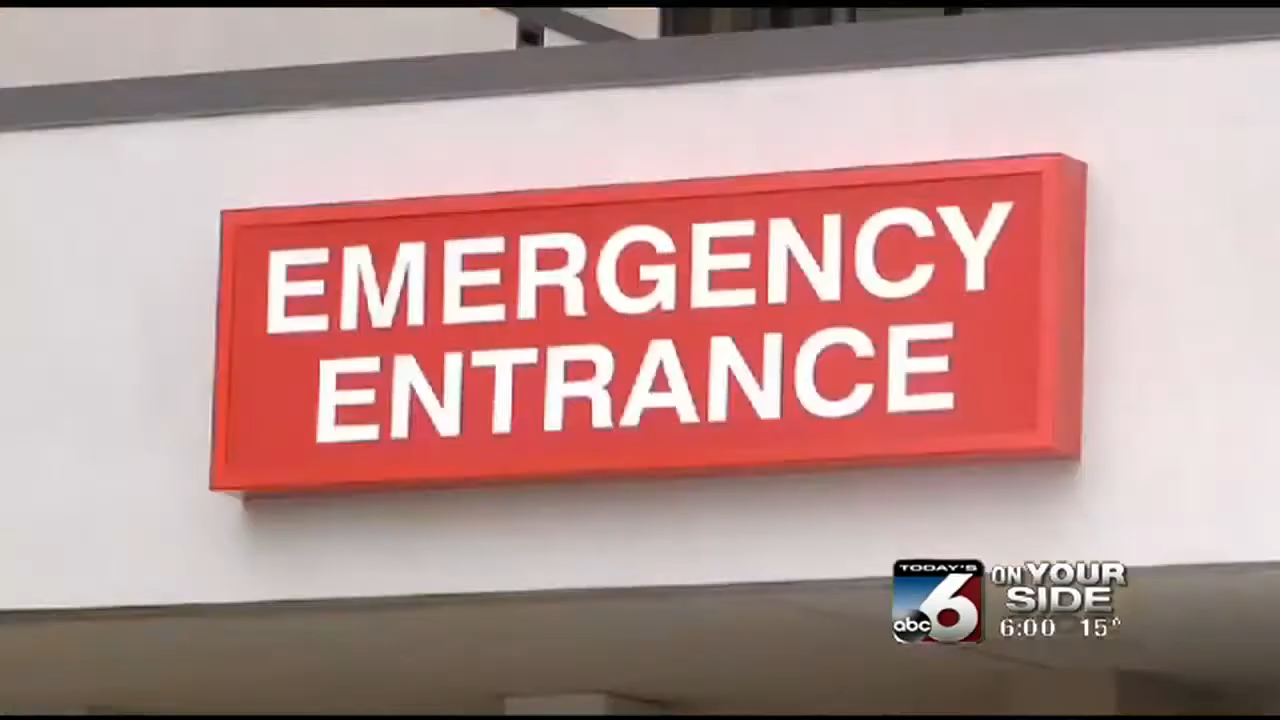 EMERGENCY
ENTRANCE
TODAY'S
6
abc
ON YOUR
SIDE
6:00 15°